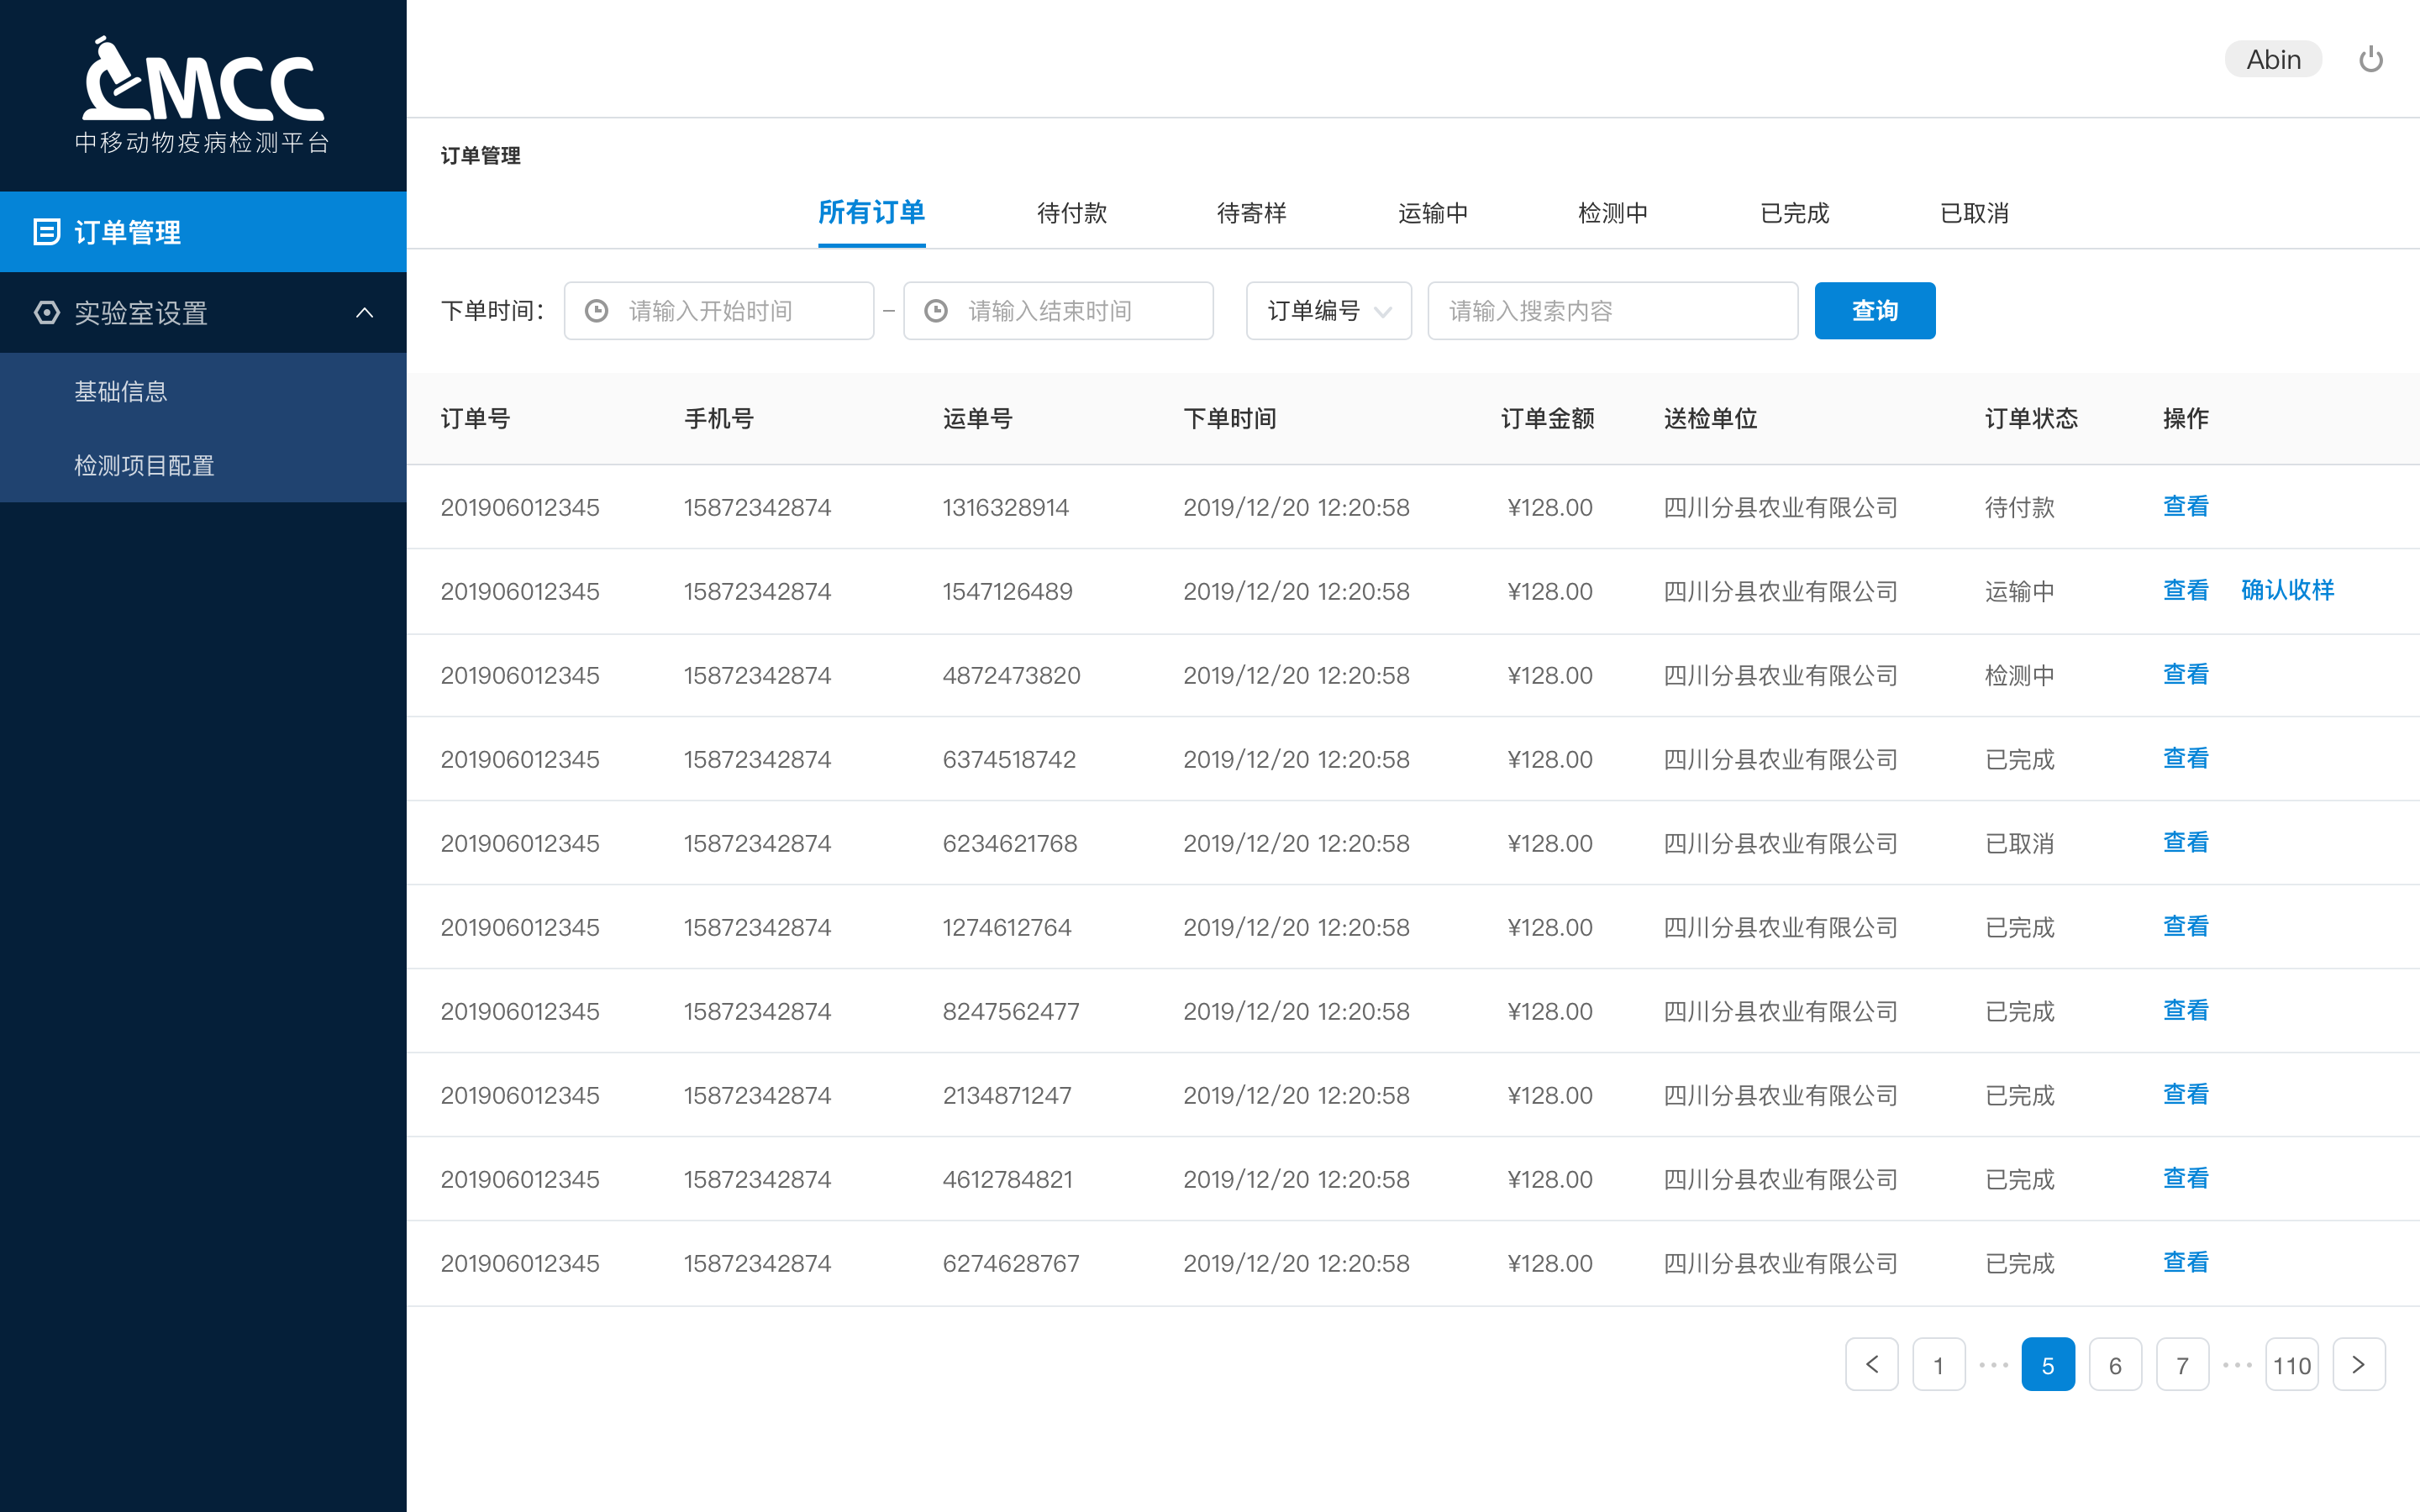 MCC
中移动物疫病检测平台
Abin
订单管理
实验室设置
基础信息
检测项目配置
订单管理
所有订单 待付款 待寄样 运输中 检测中 已完成 已取消
下单时间： 请输入开始时间 – 请输入结束时间 订单编号 请输入搜索内容 查询
订单号 手机号 运单号 下单时间 订单金额 送检单位 订单状态 操作
201906012345 15872342874 1316328914 2019/12/20 12:20:58 ¥128.00 四川分县农业有限公司 待付款 查看
201906012345 15872342874 1547126489 2019/12/20 12:20:58 ¥128.00 四川分县农业有限公司 运输中 查看 确认收样
201906012345 15872342874 4872473820 2019/12/20 12:20:58 ¥128.00 四川分县农业有限公司 检测中 查看
201906012345 15872342874 6374518742 2019/12/20 12:20:58 ¥128.00 四川分县农业有限公司 已完成 查看
201906012345 15872342874 6234621768 2019/12/20 12:20:58 ¥128.00 四川分县农业有限公司 已取消 查看
201906012345 15872342874 1274612764 2019/12/20 12:20:58 ¥128.00 四川分县农业有限公司 已完成 查看
201906012345 15872342874 8247562477 2019/12/20 12:20:58 ¥128.00 四川分县农业有限公司 已完成 查看
201906012345 15872342874 2134871247 2019/12/20 12:20:58 ¥128.00 四川分县农业有限公司 已完成 查看
201906012345 15872342874 4612784821 2019/12/20 12:20:58 ¥128.00 四川分县农业有限公司 已完成 查看
201906012345 15872342874 6274628767 2019/12/20 12:20:58 ¥128.00 四川分县农业有限公司 已完成 查看
< 1 ··· 5 6 7 ··· 110 >